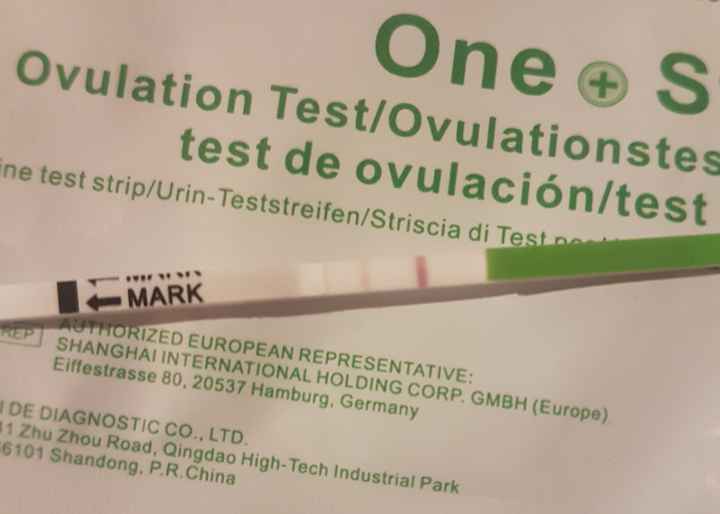 One + S
Ovulation Test/Ovulationstes
test de ovulación/test
ine test strip/Urin-Teststreifen/Striscia di Test
MARK
REP AUTHORIZED EUROPEAN REPRESENTATIVE:
SHANGHAI INTERNATIONAL HOLDING CORP. GMBH (Europe)
Eiffestrasse 80, 20537 Hamburg, Germany
DE DIAGNOSTIC CO., LTD.
Zhu Zhou Road, Qingdao High-Tech Industrial Park
66101 Shandong, P.R.China